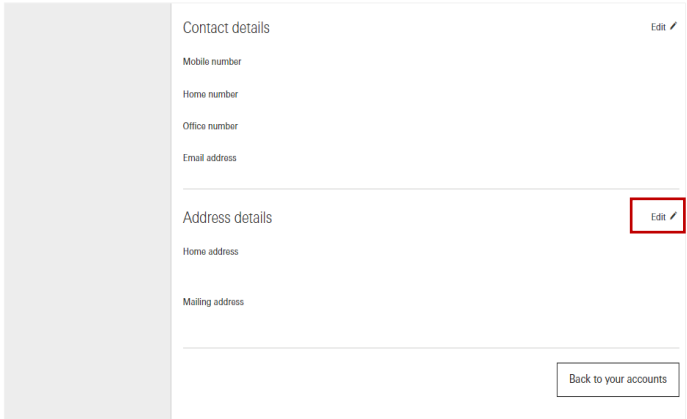 Contact details
Edit
Mobile number
Home number
Office number
Email address
Address details
Edit
Home address
Mailing address
Back to your accounts